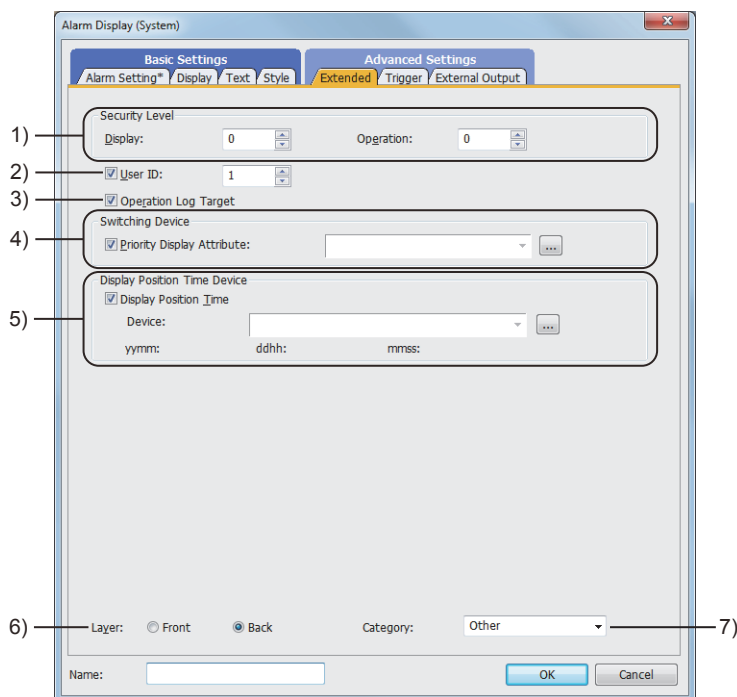 Alarm Display (System)
Basic Settings Advanced Settings
Alarm Setting* Display Text Style Extended Trigger External Output
Security Level
1) Display: 0 Operation: 0
2) User ID: 1
3) Operation Log Target
Switching Device
4) Priority Display Attribute: ...
Display Position Time Device
Display Position Time
5) Device: ...
yymm: ddhh: mmss:
6) Layer: Front Back Category: Other 7)
Name: OK Cancel